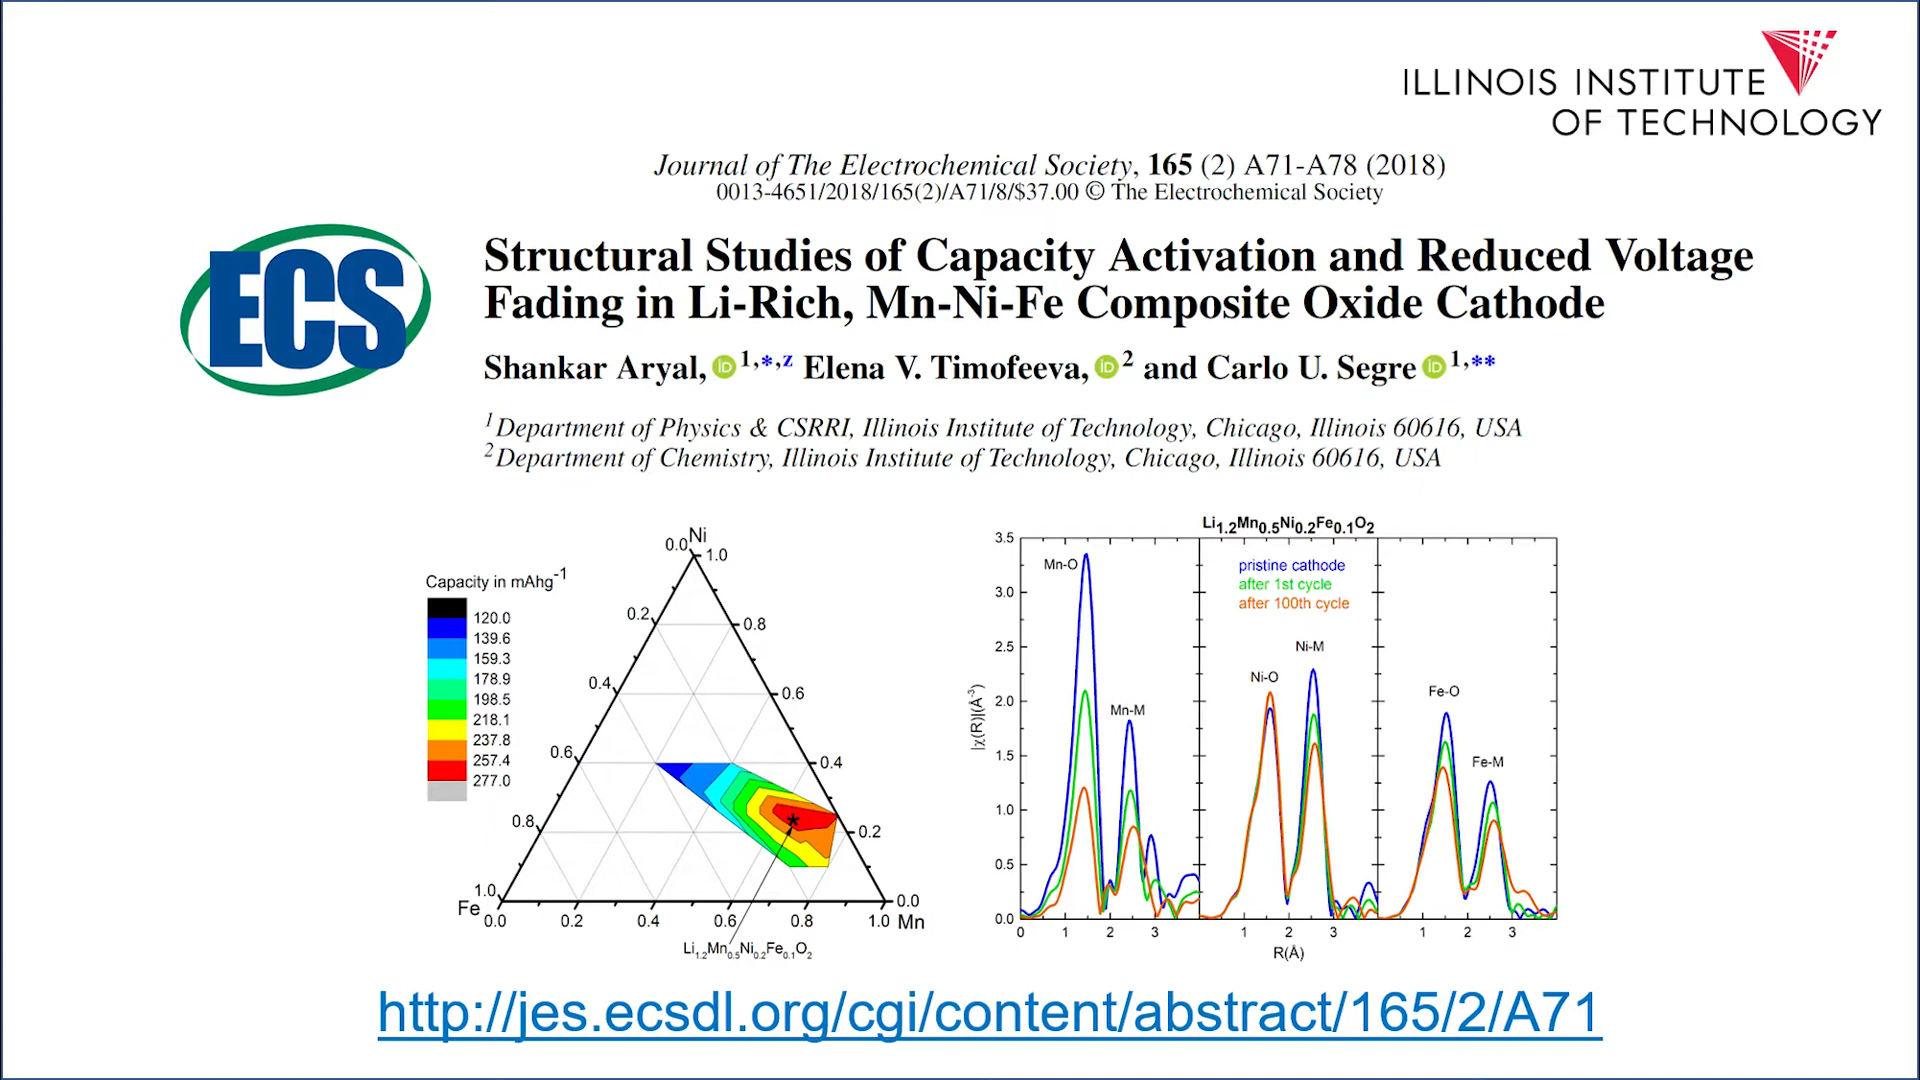 ILLINOIS INSTITUTE
OF TECHNOLOGY
Journal of The Electrochemical Society, 165 (2) A71-A78 (2018)
0013-4651/2018/165(2)/A71/8/$37.00 © The Electrochemical Society
ECS
Structural Studies of Capacity Activation and Reduced Voltage
Fading in Li-Rich, Mn-Ni-Fe Composite Oxide Cathode
Shankar Aryal, iD 1,*,z Elena V. Timofeeva, iD 2 and Carlo U. Segre iD 1,**
1 Department of Physics & CSRRI, Illinois Institute of Technology, Chicago, Illinois 60616, USA
2 Department of Chemistry, Illinois Institute of Technology, Chicago, Illinois 60616, USA
Capacity in mAhg-1
120.0
139.6
159.3
178.9
198.5
218.1
237.8
257.4
277.0
Ni
0.0 1.0
0.2 0.8
0.4 0.6
0.6 0.4
0.8 0.2
1.0 0.0
Fe Mn
0.0 0.2 0.4 0.6 0.8 1.0
*
Li1.2Mn0.5Ni0.2Fe0.1O2
Li1.2Mn0.5Ni0.2Fe0.1O2
|χ(R)|(Å-3)
3.5
3.0
2.5
2.0
1.5
1.0
0.5
0.0
Mn-O
Mn-M
pristine cathode
after 1st cycle
after 100th cycle
Ni-O
Ni-M
Fe-O
Fe-M
0 1 2 3 1 2 3 1 2 3
R(Å)
http://jes.ecsdl.org/cgi/content/abstract/165/2/A71